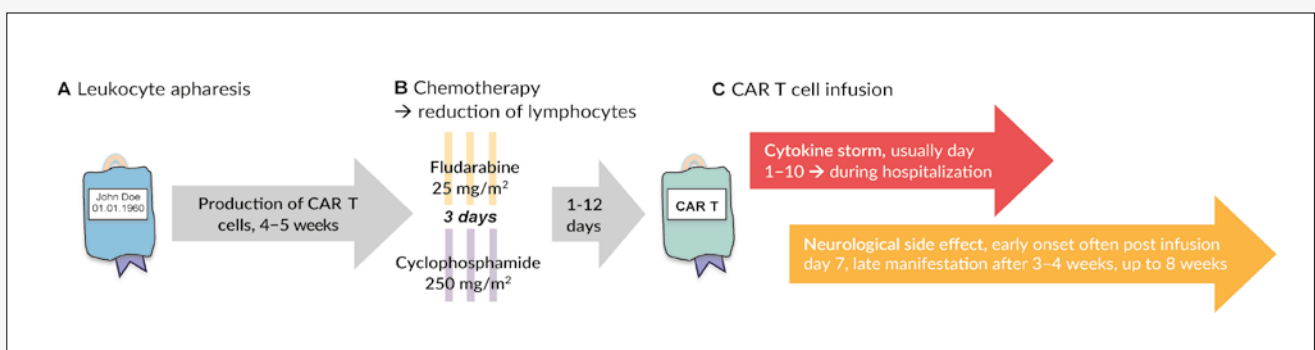 A Leukocyte apharesis
John Doe
01.01.1960
Production of CAR T
cells, 4–5 weeks
B Chemotherapy
→ reduction of lymphocytes
Fludarabine
25 mg/m²
3 days
Cyclophosphamide
250 mg/m²
1-12
days
C CAR T cell infusion
CAR T
Cytokine storm, usually day
1–10 → during hospitalization
Neurological side effect, early onset often post infusion
day 7, late manifestation after 3–4 weeks, up to 8 weeks